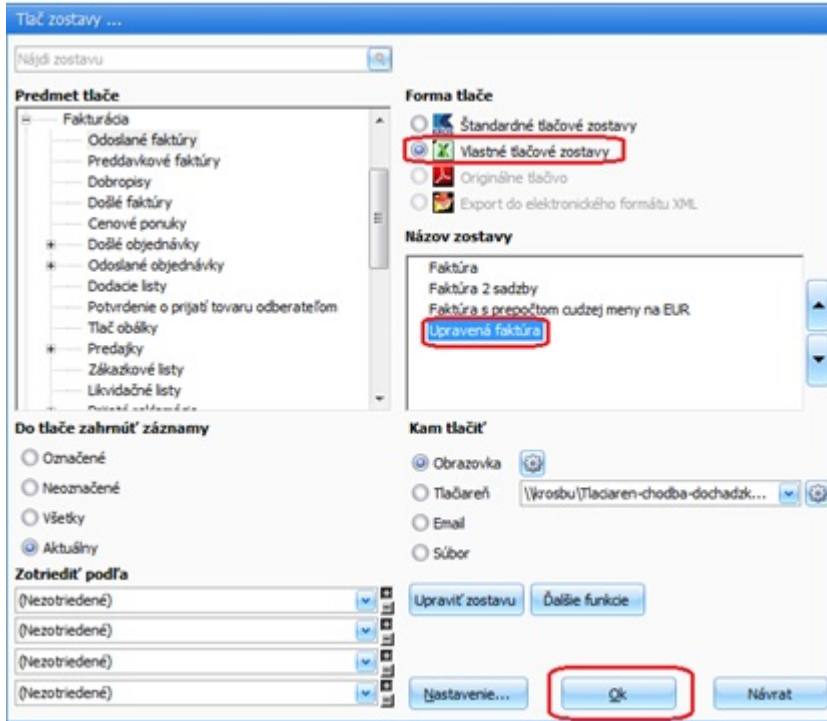 Tlač zostavy ...
Nájdi zostavu
Predmet tlače
Fakturácia
Odoslané faktúry
Preddavkové faktúry
Dobropisy
Došlé faktúry
Cenové ponuky
Došlé objednávky
Odoslané objednávky
Dodacie listy
Potvrdenie o prijatí tovaru odberateľom
Tlač obálky
Predajky
Zákazkové listy
Likvidačné listy
Forma tlače
Štandardné tlačové zostavy
Vlastné tlačové zostavy
Originálne tlačivo
Export do elektronického formátu XML
Názov zostavy
Faktúra
Faktúra 2 sadzby
Faktúra s prepočtom cudzej meny na EUR
Upravená faktúra
Do tlače zahrnúť záznamy
Označené
Neoznačené
Všetky
Aktuálny
Kam tlačiť
Obrazovka
Tlačiareň
\\krosbu\Tlaciaren-chodba-dochadzk...
Email
Súbor
Zotriediť podľa
(Nezotriedené)
(Nezotriedené)
(Nezotriedené)
(Nezotriedené)
Upraviť zostavu
Ďalšie funkcie
Nastavenie...
Ok
Návrat